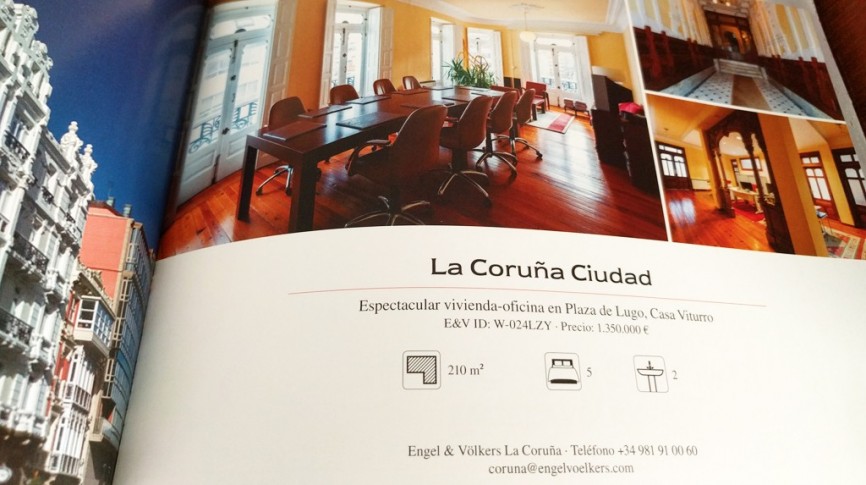 La Coruña Ciudad
Espectacular vivienda-oficina en Plaza de Lugo, Casa Viturro
E&V ID: W-024LZY · Precio: 1.350.000 €
210 m² 5 2
Engel & Völkers La Coruña · Teléfono +34 981 91 00 60
coruna@engelvoelkers.com